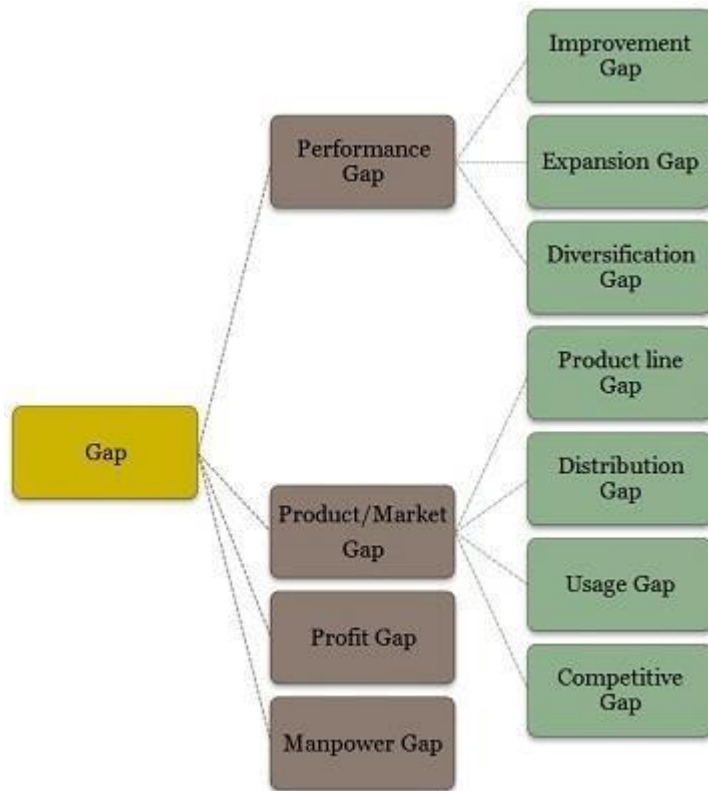 Improvement
Gap
Performance
Gap
Expansion Gap
Diversification
Gap
Product line
Gap
Gap
Distribution
Gap
Product/Market
Gap
Usage Gap
Profit Gap
Competitive
Gap
Manpower Gap